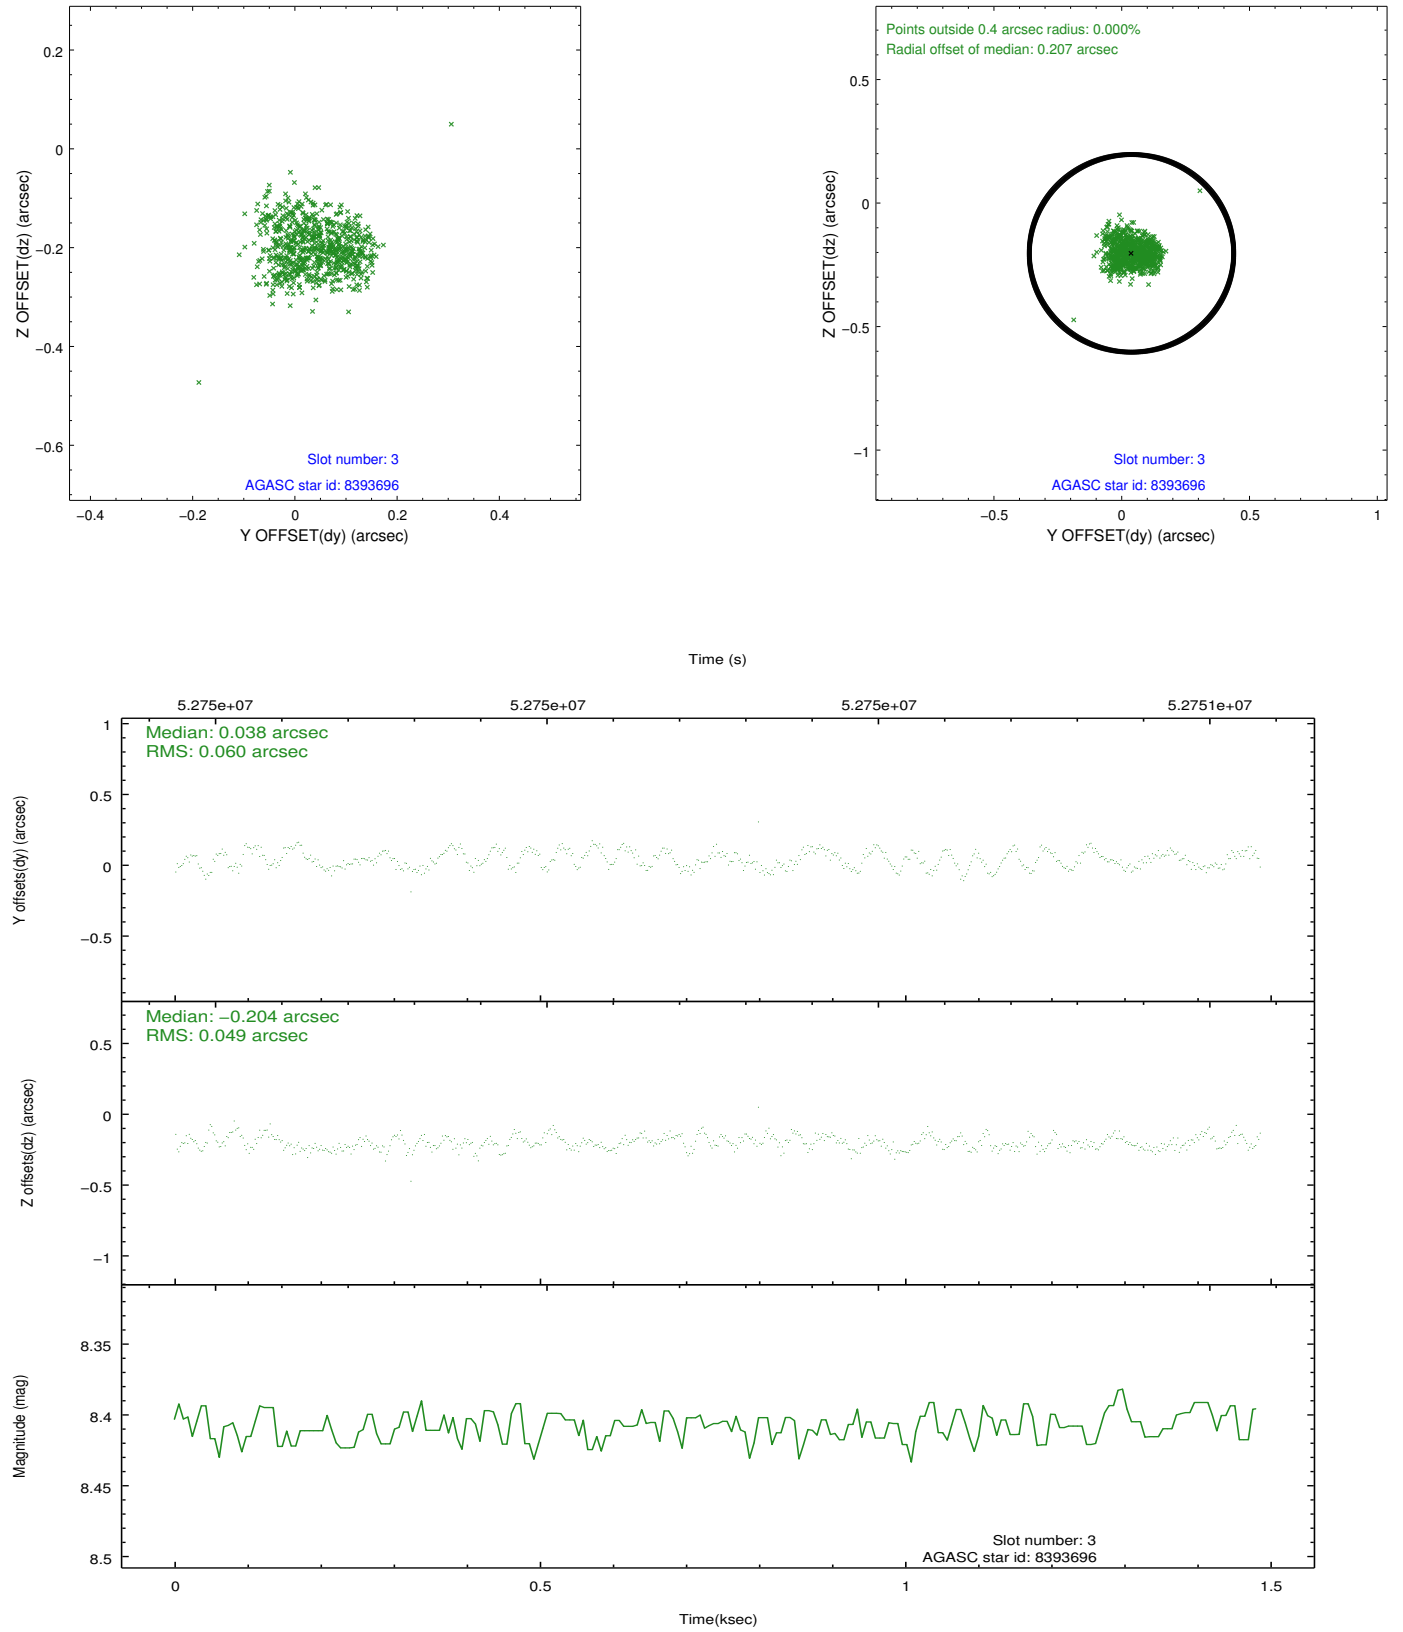 0.2
0
−0.2
−0.4
−0.6
Z OFFSET(dz) (arcsec)
Slot number: 3
AGASC star id: 8393696
−0.4 −0.2 0 0.2 0.4
Y OFFSET(dy) (arcsec)
Points outside 0.4 arcsec radius: 0.000%
Radial offset of median: 0.207 arcsec
0.5
0
−0.5
−1
Z OFFSET(dz) (arcsec)
Slot number: 3
AGASC star id: 8393696
−0.5 0 0.5 1
Y OFFSET(dy) (arcsec)
Time (s)
5.275e+07 5.275e+07 5.275e+07 5.2751e+07
Median: 0.038 arcsec
RMS: 0.060 arcsec
1
0.5
0
−0.5
Y offsets(dy) (arcsec)
Median: −0.204 arcsec
RMS: 0.049 arcsec
0.5
0
−0.5
−1
Z offsets(dz) (arcsec)
8.35
8.4
8.45
8.5
Magnitude (mag)
Slot number: 3
AGASC star id: 8393696
0 0.5 1 1.5
Time(ksec)